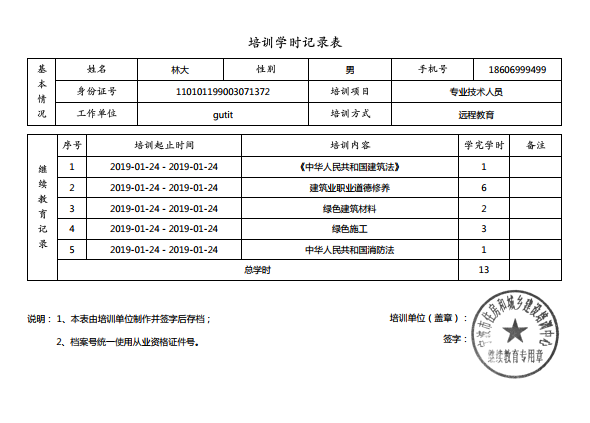 培训学时记录表
基本情况
姓名 林大 性别 男 手机号 18606999499
身份证号 110101199003071372 培训项目 专业技术人员
工作单位 gutit 培训方式 远程教育
继续教育记录
序号 培训起止时间 培训内容 学完学时 备注
1 2019-01-24 - 2019-01-24 《中华人民共和国建筑法》 1
2 2019-01-24 - 2019-01-24 建筑业职业道德修养 6
3 2019-01-24 - 2019-01-24 绿色建筑材料 2
4 2019-01-24 - 2019-01-24 绿色施工 3
5 2019-01-24 - 2019-01-24 中华人民共和国消防法 1
总学时 13
说明：1、本表由培训单位制作并签字后存档；
2、档案号统一使用从业资格证件号。
培训单位（盖章）：
签字：
市住房和城乡建设培训中心
继续教育专用章